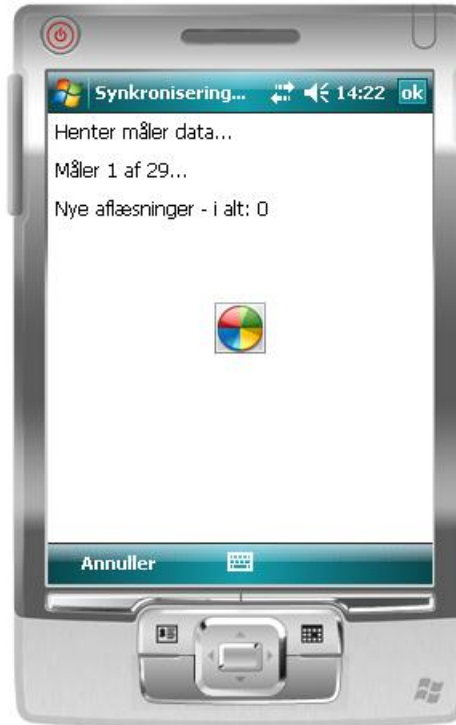 Synkronisering... 14:22 ok
Henter måler data...
Måler 1 af 29...
Nye aflæsninger - i alt: 0
Annuller